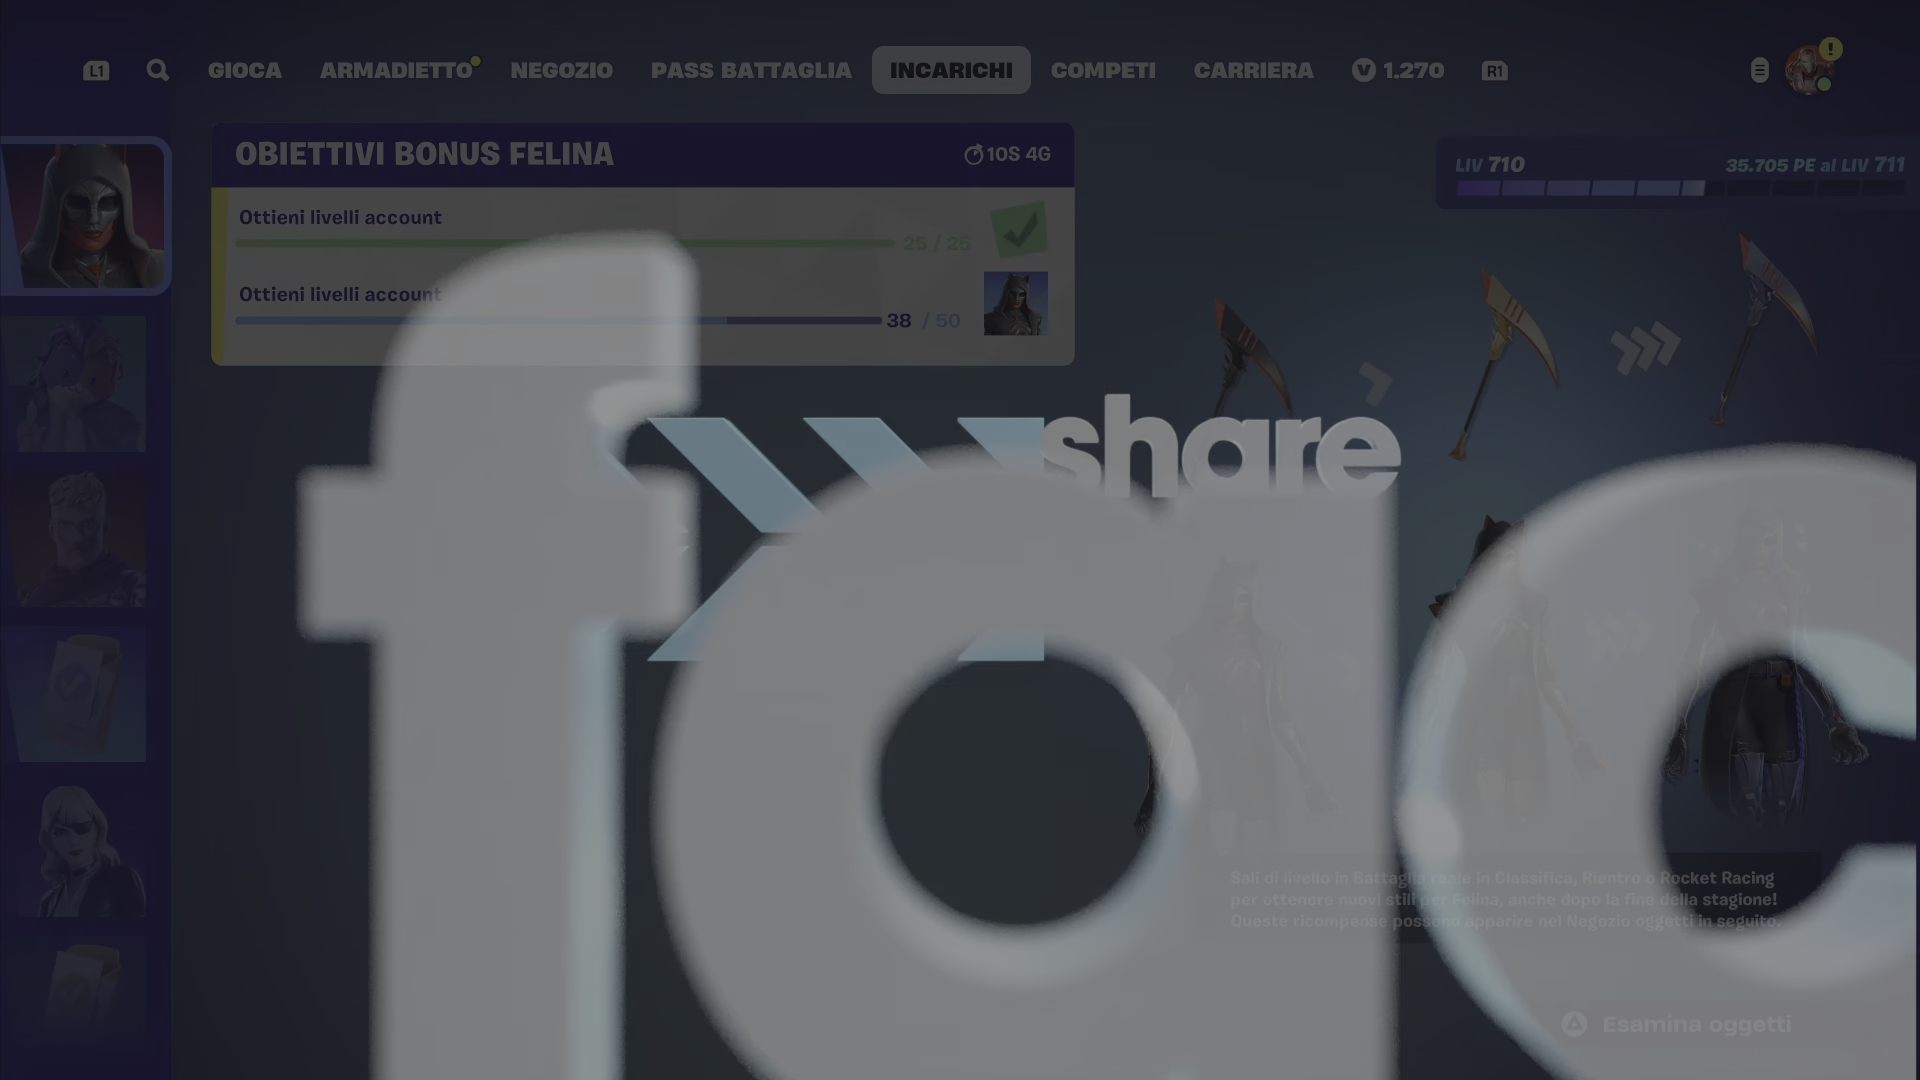 L1 GIOCA ARMADIETTO NEGOZIO PASS BATTAGLIA INCARICHI COMPETI CARRIERA V 1.270 R1
!
OBIETTIVI BONUS FELINA 10S 4G
LIV 710 35.705 PE al LIV 711
Ottieni livelli account
25 / 25
Ottieni livelli account
38 / 50
share
fac
Sali di livello in Battaglia reale in Classifica, Rientro o Rocket Racing
per ottenere nuovi stili per Felina, anche dopo la fine della stagione!
Queste ricompense possono apparire nel Negozio oggetti in seguito.
Esamina oggetti